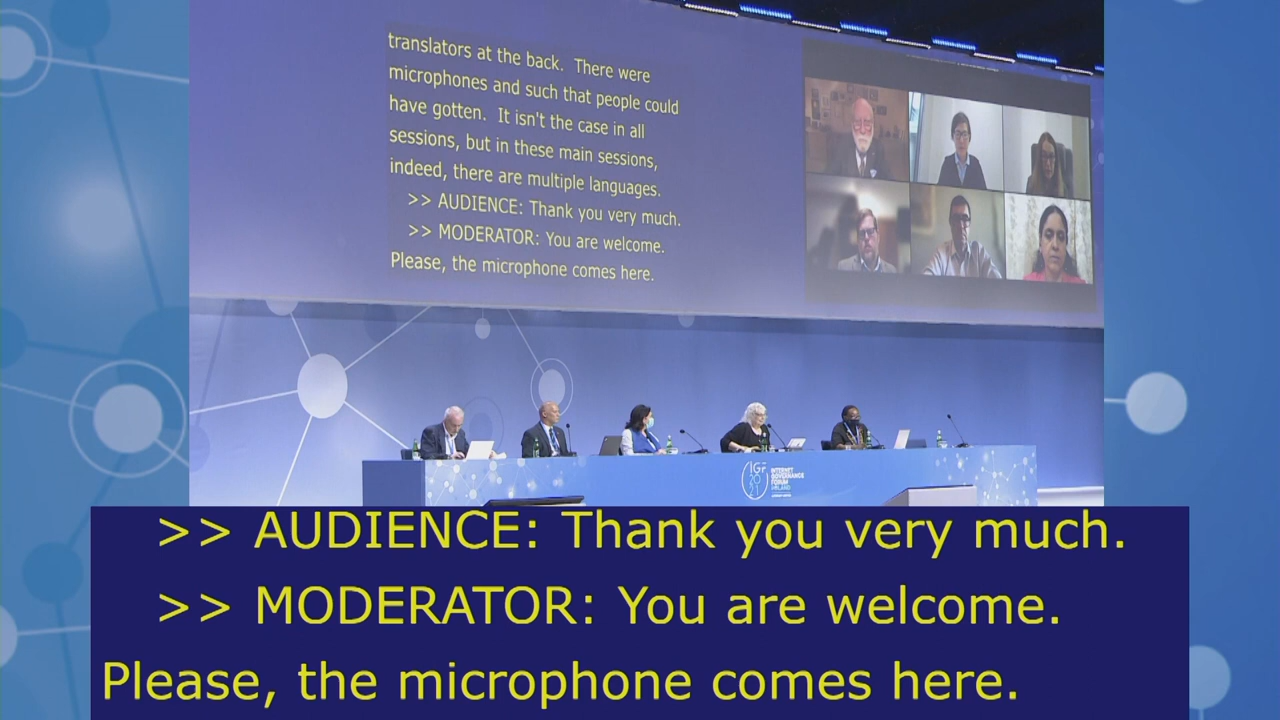 translators at the back. There were
microphones and such that people could
have gotten. It isn't the case in all
sessions, but in these main sessions,
indeed, there are multiple languages.
>> AUDIENCE: Thank you very much.
>> MODERATOR: You are welcome.
Please, the microphone comes here.
IGF
20
21
INTERNET
GOVERNANCE
FORUM
>> AUDIENCE: Thank you very much.
>> MODERATOR: You are welcome.
Please, the microphone comes here.